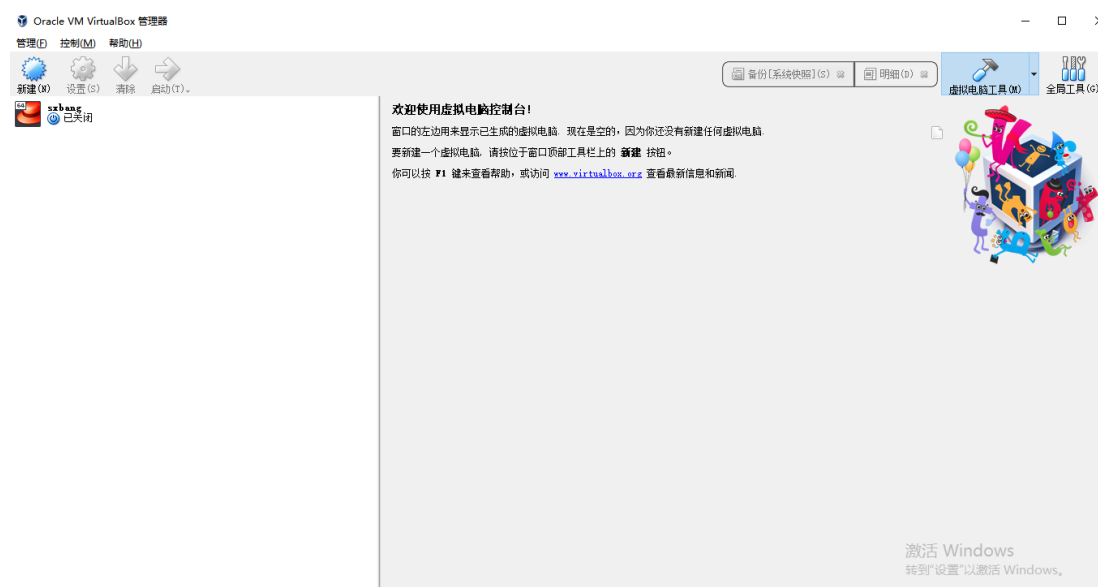 Oracle VM VirtualBox 管理器
管理(F) 控制(M) 帮助(H)
新建(N) 设置(S) 清除 启动(T) 备份[系统快照](S) 明细(D) 虚拟电脑工具(M) 全局工具(G)
64
sxbang
已关闭
欢迎使用虚拟电脑控制台!
窗口的左边用来显示已生成的虚拟电脑. 现在是空的,因为你还没有新建任何虚拟电脑.
要新建一个虚拟电脑, 请按位于窗口顶部工具栏上的 新建 按钮。
你可以按 F1 键来查看帮助,或访问 www.virtualbox.org 查看最新信息和新闻.
激活 Windows
转到"设置"以激活 Windows。